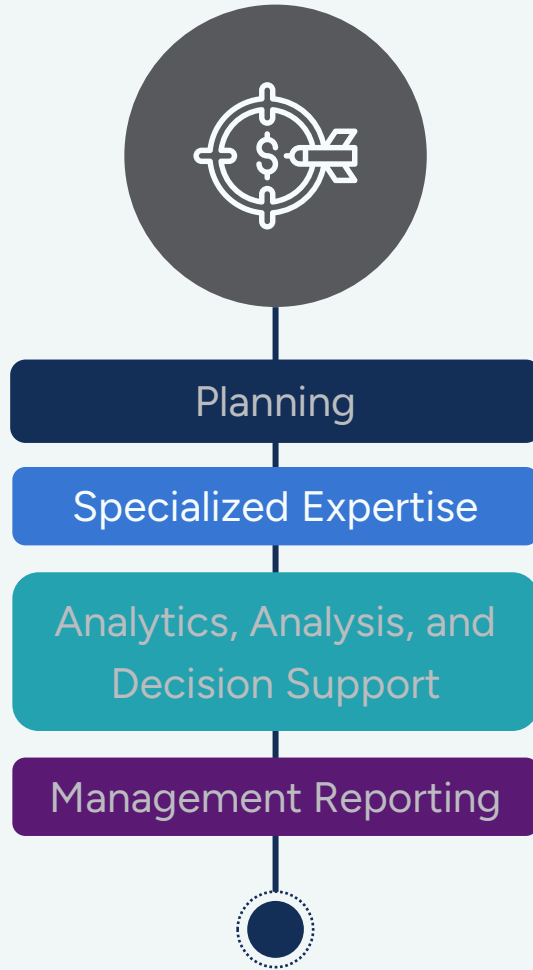 $
Planning
Specialized Expertise
Analytics, Analysis, and
Decision Support
Management Reporting